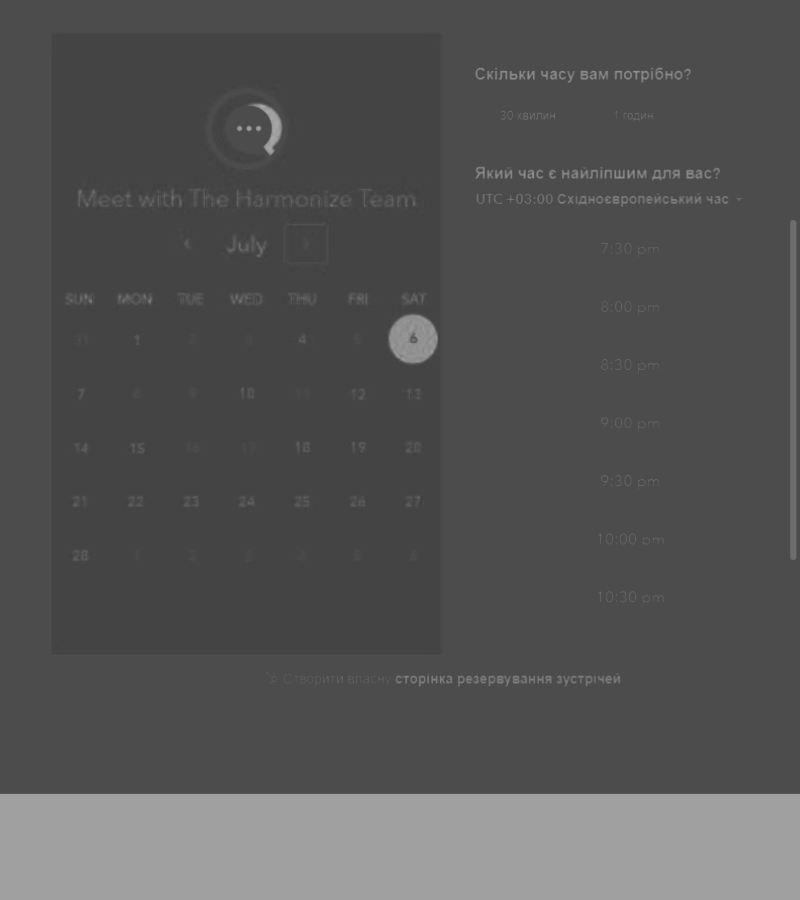 Meet with The Harmonize Team
July
SUN MON TUE WED THU FRI SAT
31 1 2 3 4 5 6
7 8 9 10 11 12 13
14 15 16 17 18 19 20
21 22 23 24 25 26 27
28 1 2 3 4 5 6
Скільки часу вам потрібно?
30 хвилин 1 годин
Який час є найліпшим для вас?
UTC +03:00 Східноєвропейський час
7:30 pm
8:00 pm
8:30 pm
9:00 pm
9:30 pm
10:00 pm
10:30 pm
Створити власну сторінка резервування зустрічей